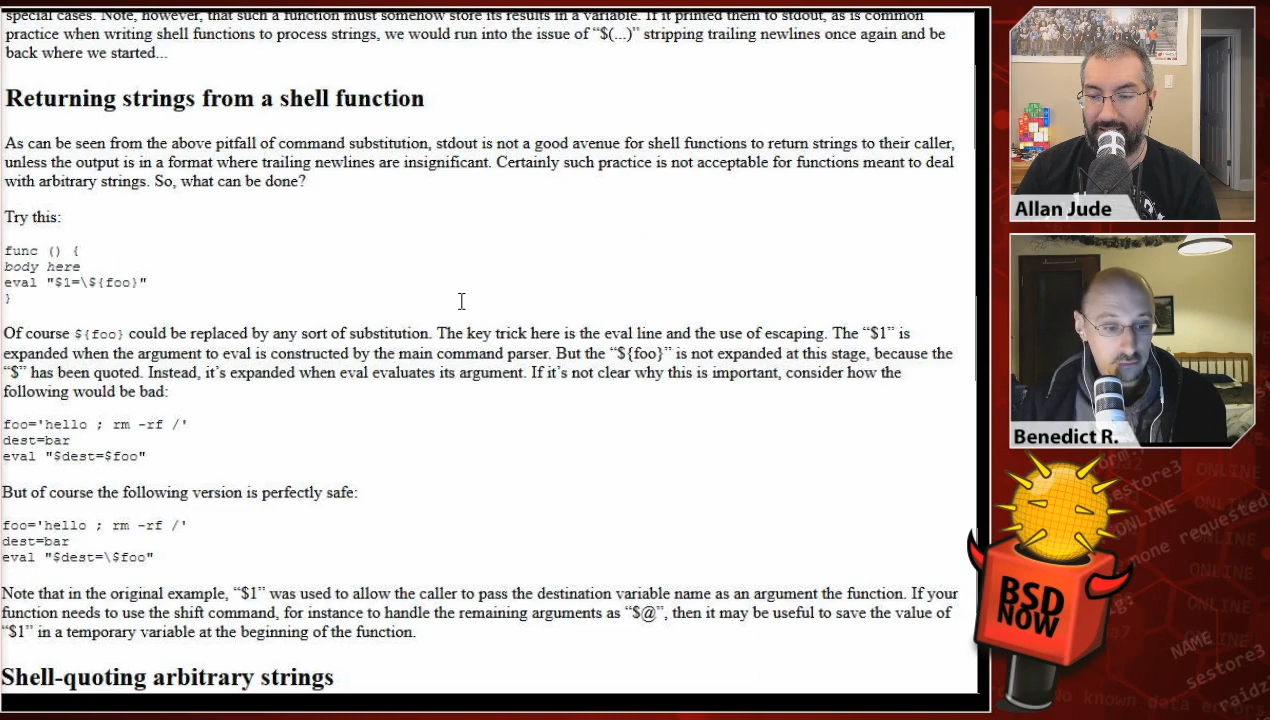 special cases. Note, however, that such a function must somehow store its results in a variable. If it printed them to stdout, as is common
practice when writing shell functions to process strings, we would run into the issue of “$(...)” stripping trailing newlines once again and be
back where we started...
Returning strings from a shell function
As can be seen from the above pitfall of command substitution, stdout is not a good avenue for shell functions to return strings to their caller,
unless the output is in a format where trailing newlines are insignificant. Certainly such practice is not acceptable for functions meant to deal
with arbitrary strings. So, what can be done?
Try this:
func () {
body here
eval "$1=\${foo}"
}
Of course ${foo} could be replaced by any sort of substitution. The key trick here is the eval line and the use of escaping. The “$1” is
expanded when the argument to eval is constructed by the main command parser. But the “${foo}” is not expanded at this stage, because the
“$” has been quoted. Instead, it’s expanded when eval evaluates its argument. If it’s not clear why this is important, consider how the
following would be bad:
foo='hello ; rm -rf /'
dest=bar
eval "$dest=$foo"
But of course the following version is perfectly safe:
foo='hello ; rm -rf /'
dest=bar
eval "$dest=\$foo"
Note that in the original example, “$1” was used to allow the caller to pass the destination variable name as an argument the function. If your
function needs to use the shift command, for instance to handle the remaining arguments as “$@”, then it may be useful to save the value of
“$1” in a temporary variable at the beginning of the function.
Shell-quoting arbitrary strings
Allan Jude
Benedict R.
BSD
NOW
ONLINE
estore3
ONLINE
none requested
ONLINE
NAME
sestore3
raidz
No known data errors